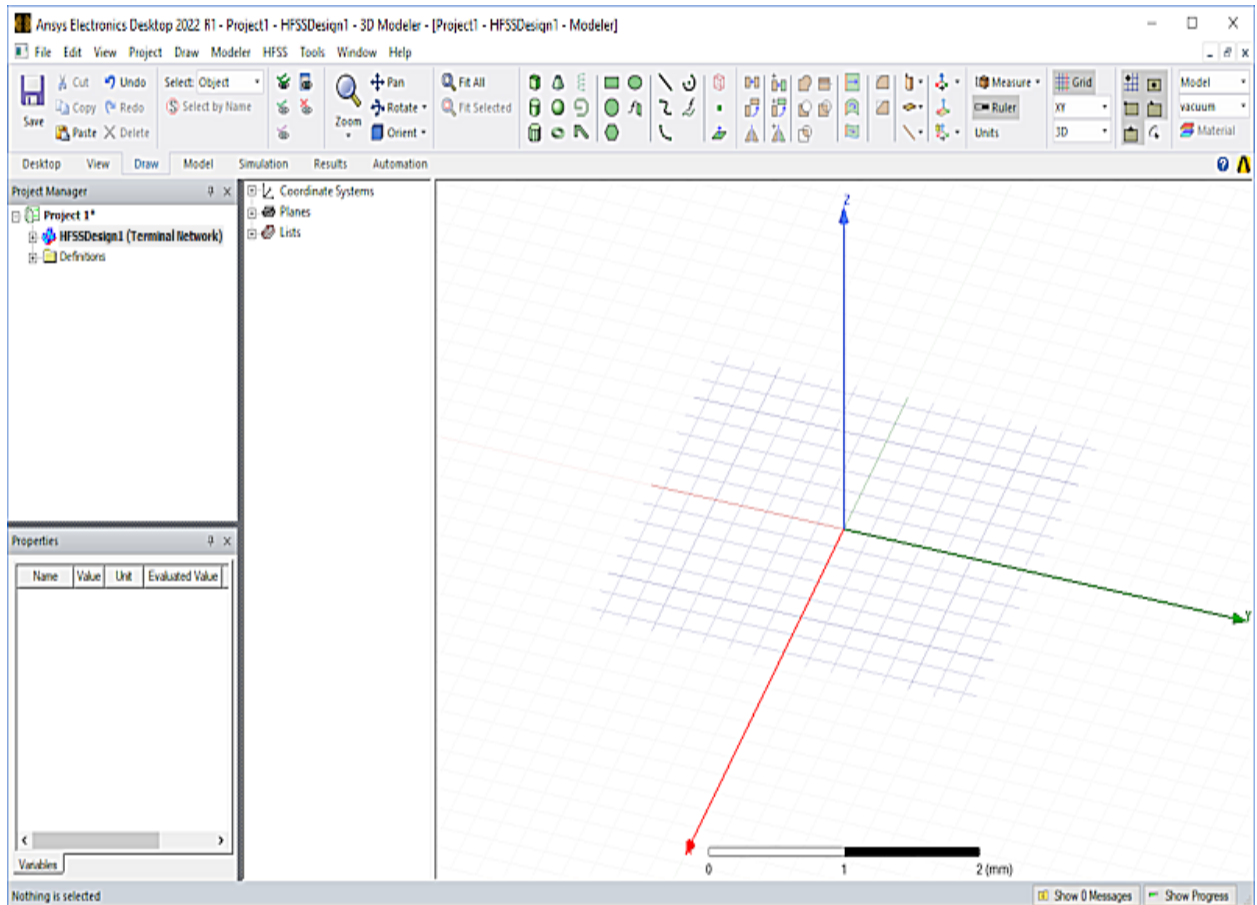 Ansys Electronics Desktop 2022 R1 - Project1 - HFSSDesign1 - 3D Modeler - [Project1 - HFSSDesign1 - Modeler]
File Edit View Project Draw Modeler HFSS Tools Window Help
Save
Cut Undo
Copy Redo
Paste Delete
Select: Object
Select by Name
Zoom
Pan
Rotate
Orient
Fit All
Fit Selected
Measure
Ruler
Units
Grid
XY
3D
Model
vacuum
Material
Desktop View Draw Model Simulation Results Automation
Project Manager
Project 1*
HFSSDesign1 (Terminal Network)
Definitions
Coordinate Systems
Planes
Lists
Z
Y
Properties
Name Value Unit Evaluated Value
Variables
0 1 2 (mm)
Nothing is selected
Show 0 Messages Show Progress